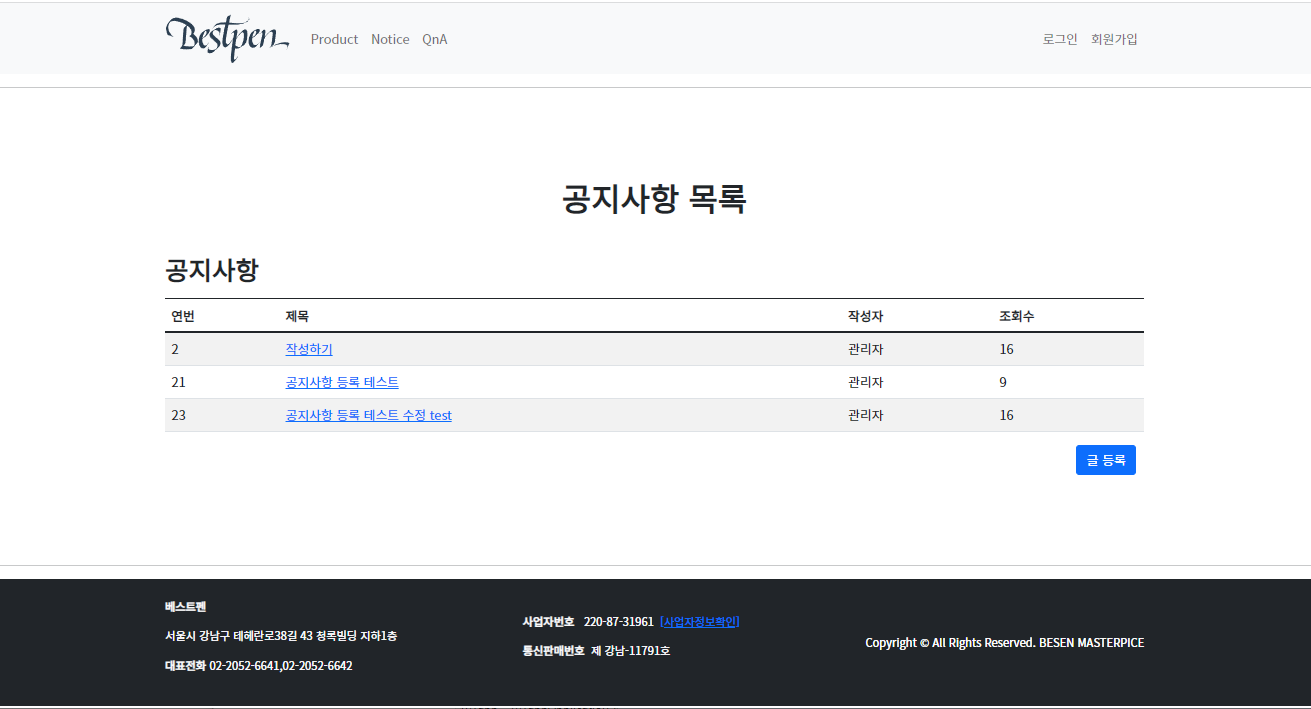 Bestpen Product Notice QnA 로그인 회원가입
공지사항 목록
공지사항
연번 제목 작성자 조회수
2 작성하기 관리자 16
21 공지사항 등록 테스트 관리자 9
23 공지사항 등록 테스트 수정 test 관리자 16
글 등록
베스트펜
서울시 강남구 테헤란로38길 43 청록빌딩 지하1층
대표전화 02-2052-6641,02-2052-6642
사업자번호 220-87-31961 [사업자정보확인]
통신판매번호 제 강남-11791호
Copyright © All Rights Reserved. BESEN MASTERPICE